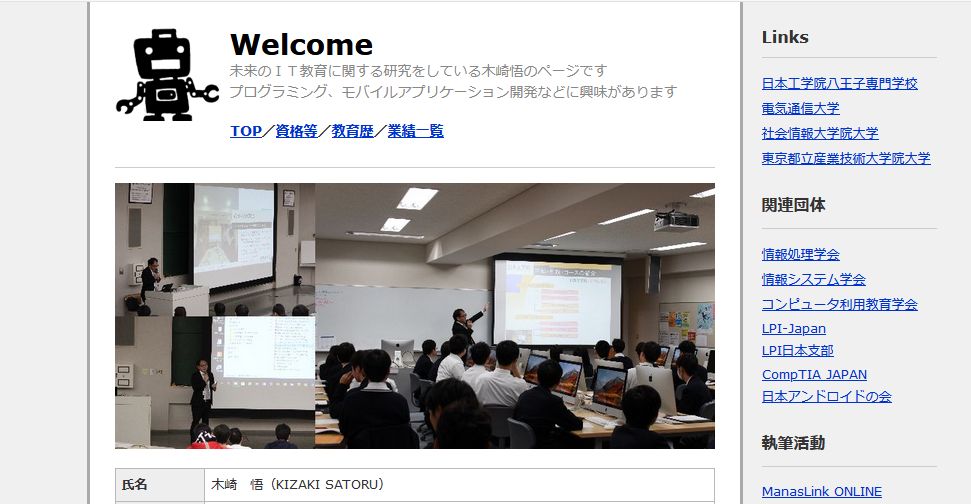 Welcome
未来のＩＴ教育に関する研究をしている木崎悟のページです
プログラミング、モバイルアプリケーション開発などに興味があります
TOP／資格等／教育歴／業績一覧
氏名
木崎　悟（KIZAKI SATORU）
Links
日本工学院八王子専門学校
電気通信大学
社会情報大学院大学
東京都立産業技術大学院大学
関連団体
情報処理学会
情報システム学会
コンピュータ利用教育学会
LPI-Japan
LPI日本支部
CompTIA JAPAN
日本アンドロイドの会
執筆活動
ManasLink ONLINE